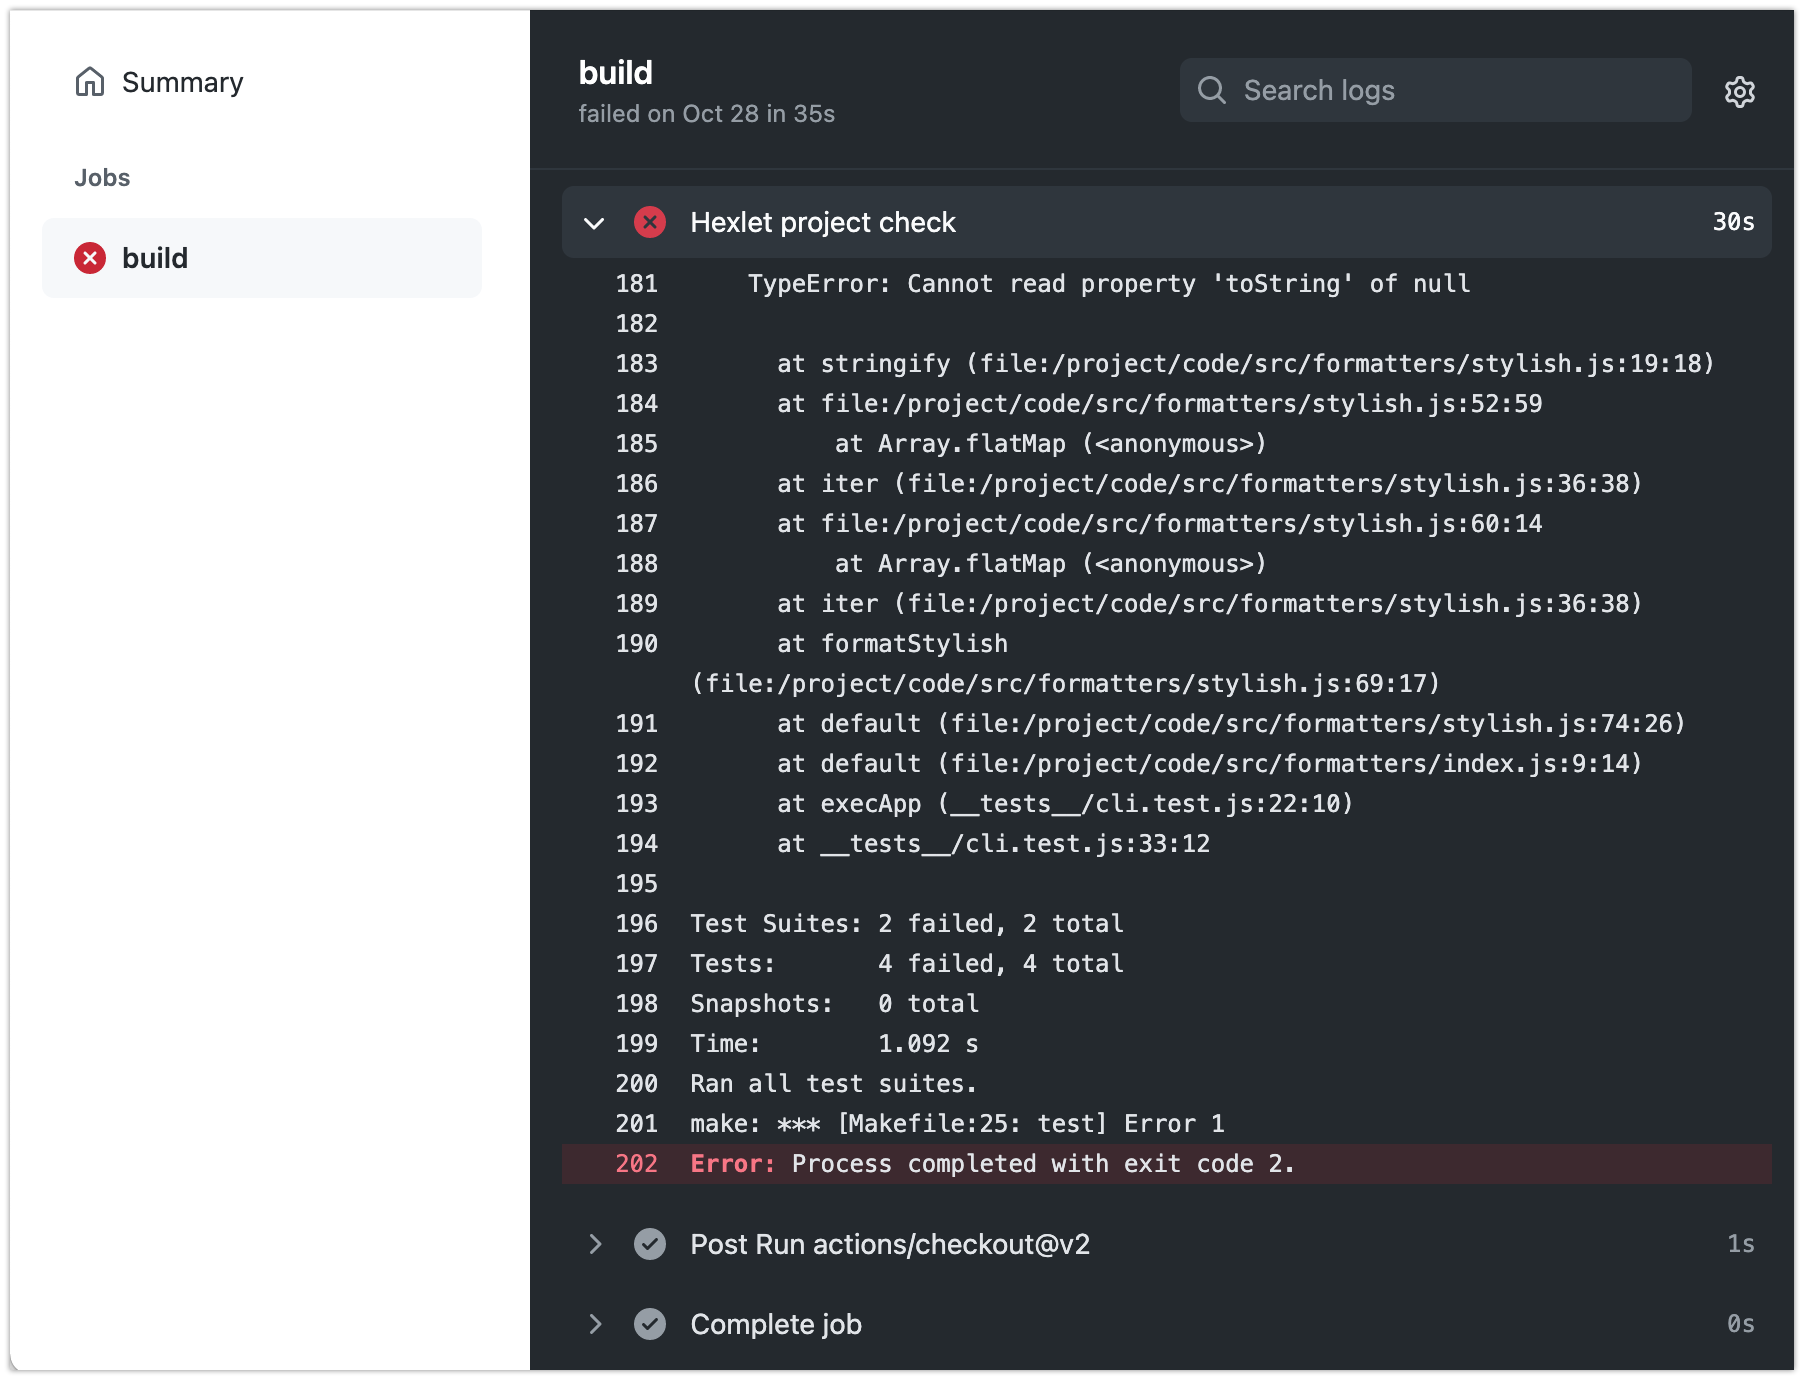 Summary
Jobs
build
build
failed on Oct 28 in 35s
Search logs
Hexlet project check 30s
181 TypeError: Cannot read property 'toString' of null
182
183 at stringify (file:/project/code/src/formatters/stylish.js:19:18)
184 at file:/project/code/src/formatters/stylish.js:52:59
185 at Array.flatMap (<anonymous>)
186 at iter (file:/project/code/src/formatters/stylish.js:36:38)
187 at file:/project/code/src/formatters/stylish.js:60:14
188 at Array.flatMap (<anonymous>)
189 at iter (file:/project/code/src/formatters/stylish.js:36:38)
190 at formatStylish
(file:/project/code/src/formatters/stylish.js:69:17)
191 at default (file:/project/code/src/formatters/stylish.js:74:26)
192 at default (file:/project/code/src/formatters/index.js:9:14)
193 at execApp (__tests__/cli.test.js:22:10)
194 at __tests__/cli.test.js:33:12
195
196 Test Suites: 2 failed, 2 total
197 Tests: 4 failed, 4 total
198 Snapshots: 0 total
199 Time: 1.092 s
200 Ran all test suites.
201 make: *** [Makefile:25: test] Error 1
202 Error: Process completed with exit code 2.
Post Run actions/checkout@v2 1s
Complete job 0s